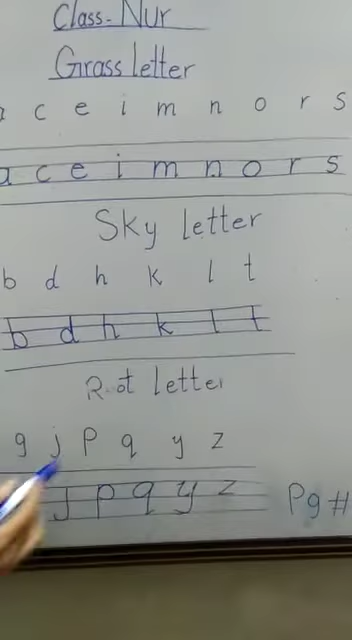 Class- Nur
Grass letter
a c e i m n o r s
a c e i m n o r s
Sky letter
b d h k l t
b d h k l t
Root letter
g j p q y z
j p q y z
Pg #